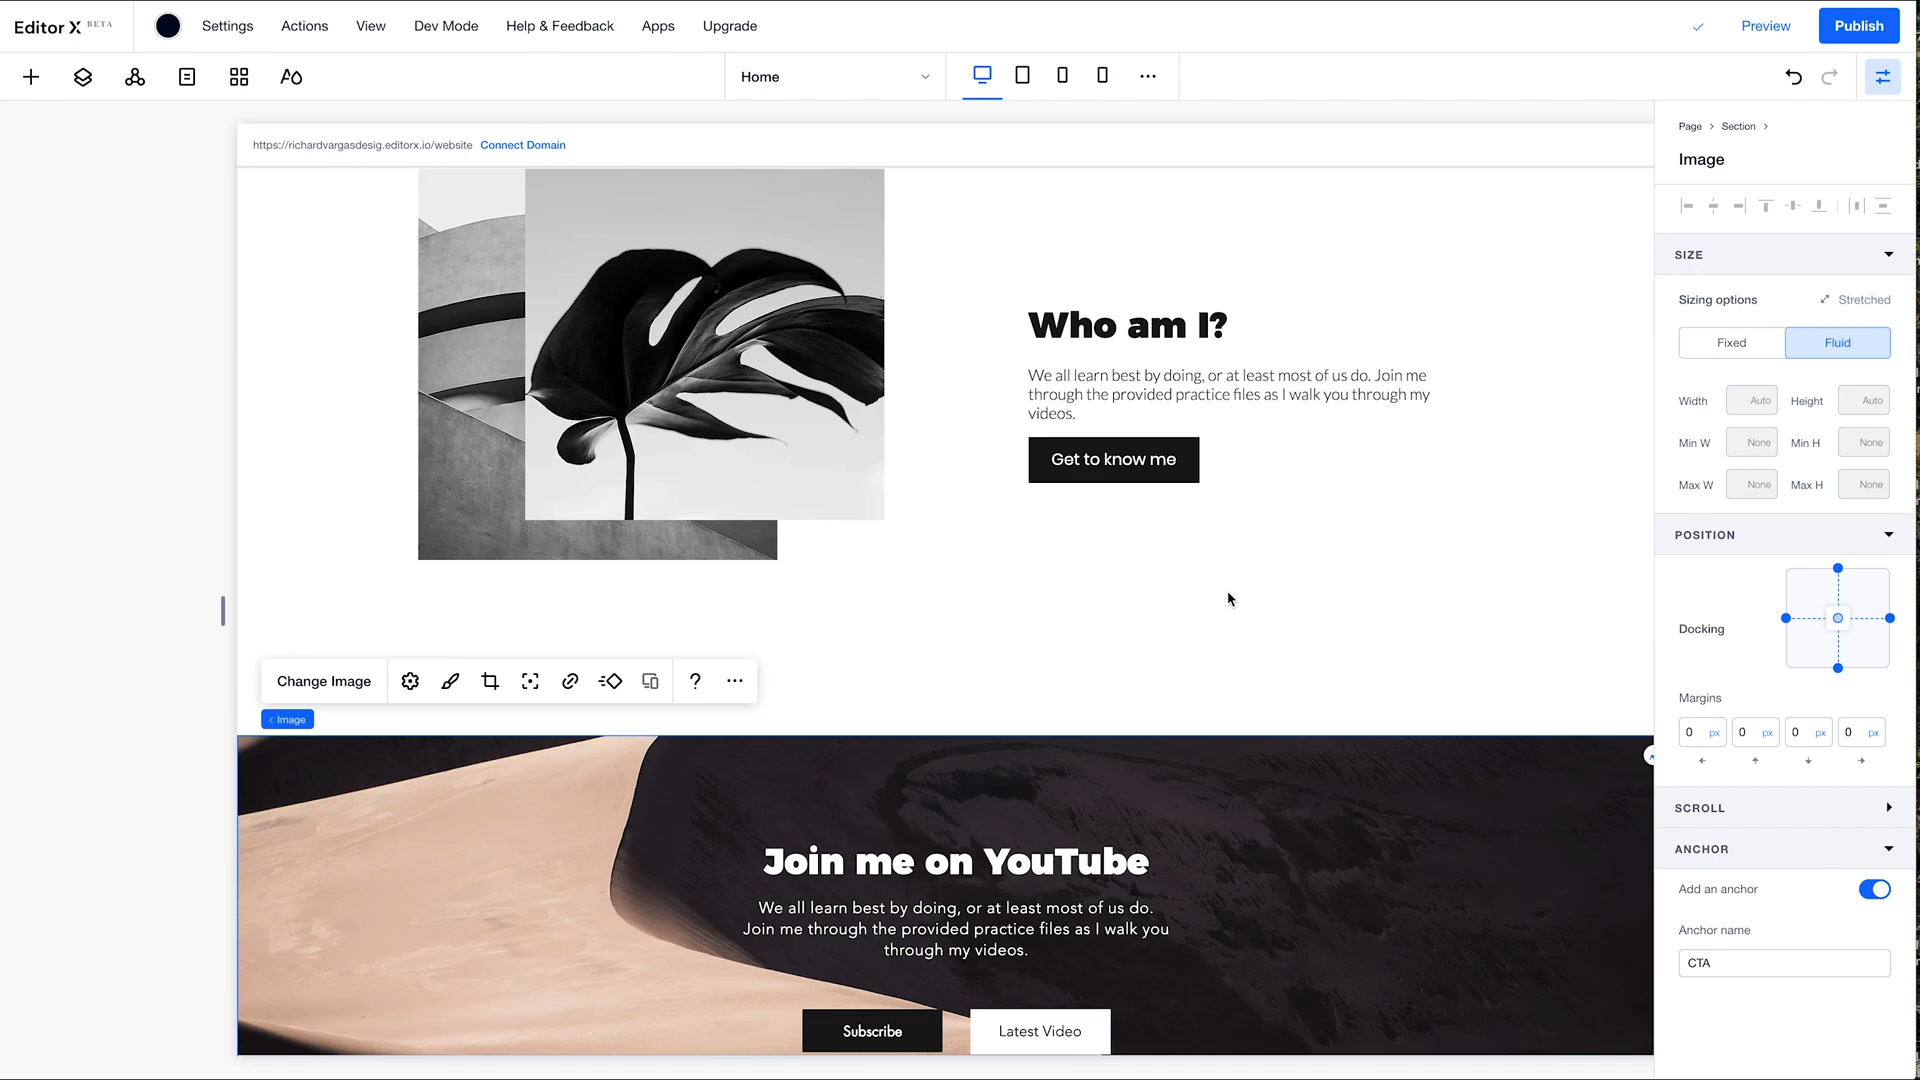 Editor X BETA
Settings
Actions
View
Dev Mode
Help & Feedback
Apps
Upgrade
Preview
Publish
Home
https://richardvargasdesig.editorx.io/website Connect Domain
Who am I?
We all learn best by doing, or at least most of us do. Join me
through the provided practice files as I walk you through my
videos.
Get to know me
Change Image
?
< Image
Join me on YouTube
We all learn best by doing, or at least most of us do.
Join me through the provided practice files as I walk you
through my videos.
Subscribe
Latest Video
Page > Section >
Image
SIZE
Sizing options Stretched
Fixed Fluid
Width Auto Height Auto
Min W None Min H None
Max W None Max H None
POSITION
Docking
Margins
0 px 0 px 0 px 0 px
SCROLL
ANCHOR
Add an anchor
Anchor name
CTA